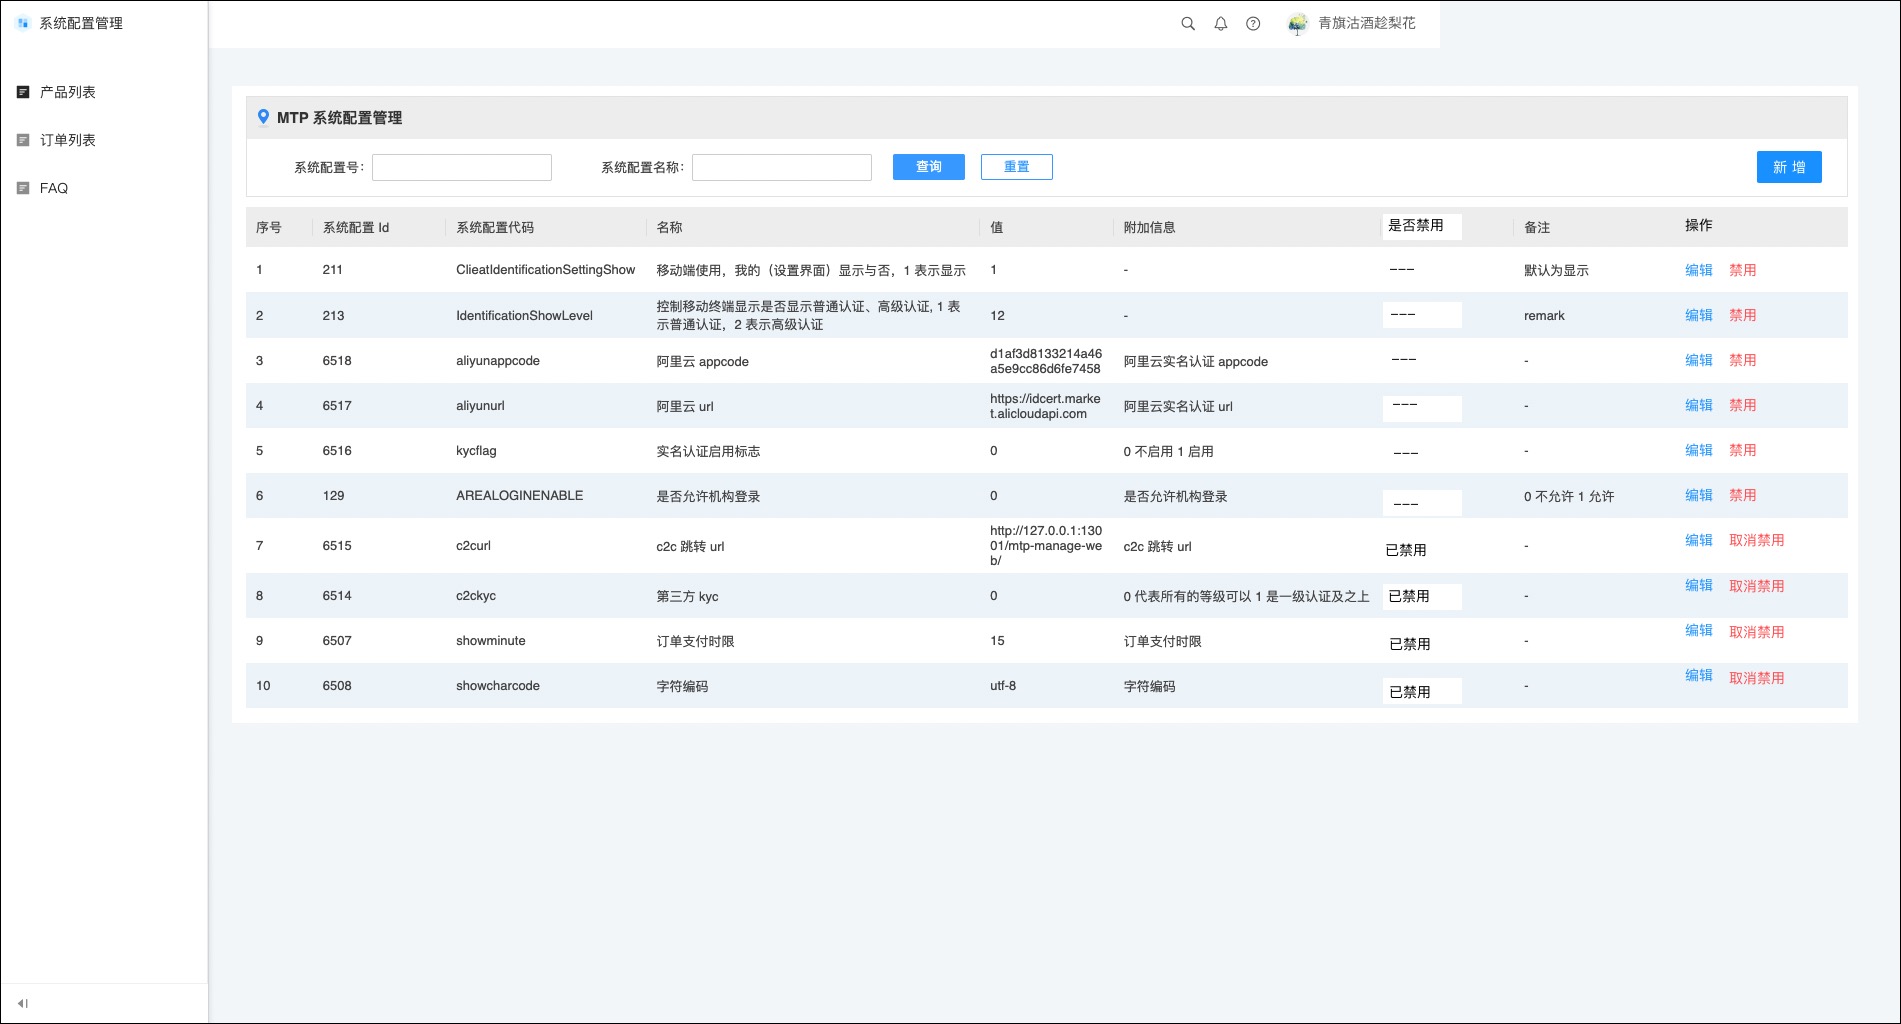 系统配置管理
青旗沽酒趁梨花
产品列表
订单列表
FAQ
MTP 系统配置管理
系统配置号：
系统配置名称：
查询
重置
新 增
序号 系统配置 Id 系统配置代码 名称 值 附加信息 是否禁用 备注 操作
1 211 ClieatIdentificationSettingShow 移动端使用，我的（设置界面）显示与否，1 表示显示 1 - --- 默认为显示 编辑 禁用
2 213 IdentificationShowLevel 控制移动终端显示是否显示普通认证、高级认证, 1 表
示普通认证，2 表示高级认证 12 - --- remark 编辑 禁用
3 6518 aliyunappcode 阿里云 appcode d1af3d8133214a46
a5e9cc86d6fe7458 阿里云实名认证 appcode --- - 编辑 禁用
4 6517 aliyunurl 阿里云 url https://idcert.marke
t.alicloudapi.com 阿里云实名认证 url --- - 编辑 禁用
5 6516 kycflag 实名认证启用标志 0 0 不启用 1 启用 --- - 编辑 禁用
6 129 AREALOGINENABLE 是否允许机构登录 0 是否允许机构登录 --- 0 不允许 1 允许 编辑 禁用
7 6515 c2curl c2c 跳转 url http://127.0.0.1:130
01/mtp-manage-we
b/ c2c 跳转 url 已禁用 - 编辑 取消禁用
8 6514 c2ckyc 第三方 kyc 0 0 代表所有的等级可以 1 是一级认证及之上 已禁用 - 编辑 取消禁用
9 6507 showminute 订单支付时限 15 订单支付时限 已禁用 - 编辑 取消禁用
10 6508 showcharcode 字符编码 utf-8 字符编码 已禁用 - 编辑 取消禁用